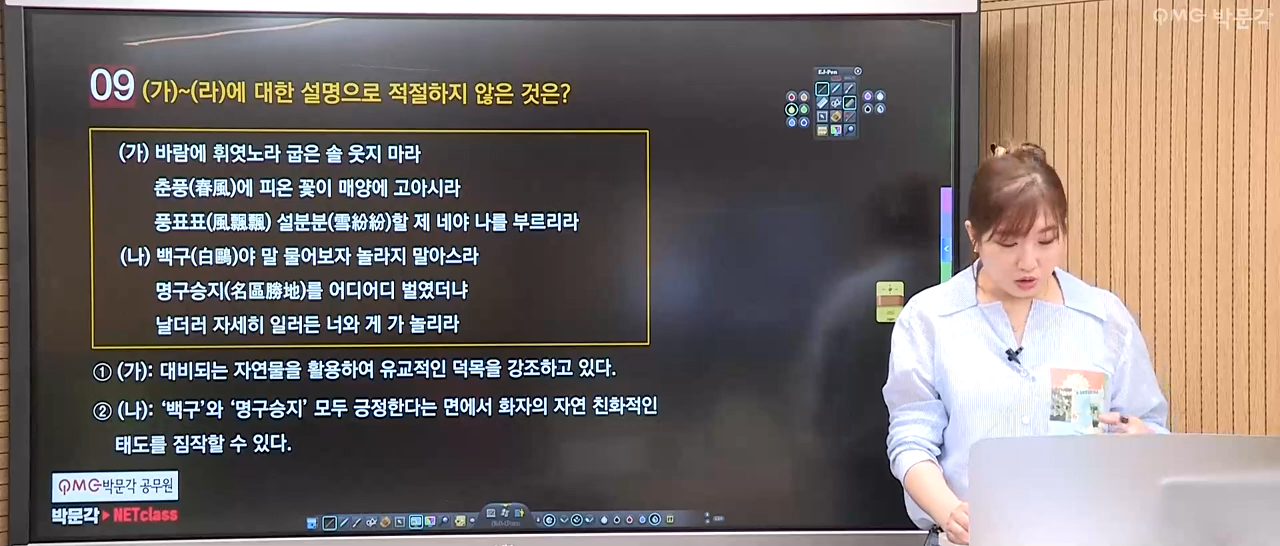 QMG 박문각
EJ-Pen
09 (가)~(라)에 대한 설명으로 적절하지 않은 것은?
(가) 바람에 휘엿노라 굽은 솔 웃지 마라
춘풍(春風)에 피온 꽃이 매양에 고아시랴
풍표표(風飄飄) 설분분(雪紛紛)할 제 네야 나를 부르리라
(나) 백구(白鷗)야 말 물어보자 놀라지 말아스라
명구승지(名區勝地)를 어디어디 벌였더냐
날더러 자세히 일러든 너와 게 가 놀리라
① (가): 대비되는 자연물을 활용하여 유교적인 덕목을 강조하고 있다.
② (나): ‘백구’와 ‘명구승지’ 모두 긍정한다는 면에서 화자의 자연 친화적인
태도를 짐작할 수 있다.
QMG박문각 공무원
박문각 NETclass